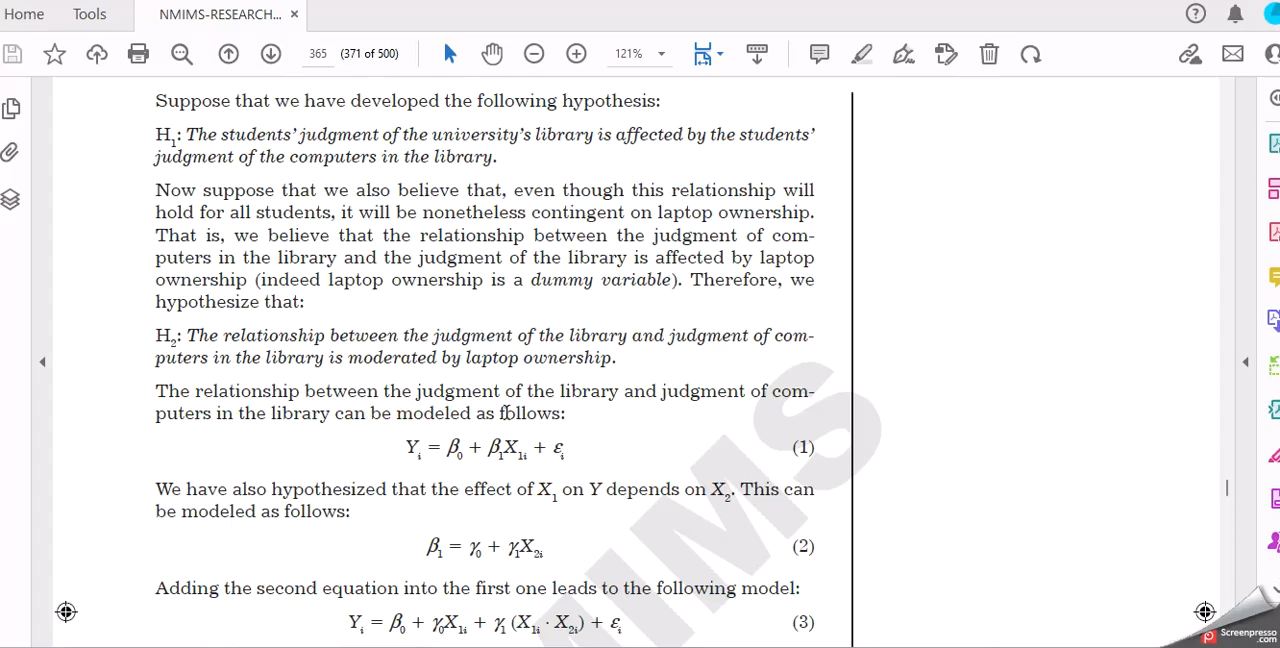 Home Tools NMIMS-RESEARCH... ×
365 (371 of 500) 121%
Suppose that we have developed the following hypothesis:
H₁: The students' judgment of the university's library is affected by the students'
judgment of the computers in the library.
Now suppose that we also believe that, even though this relationship will
hold for all students, it will be nonetheless contingent on laptop ownership.
That is, we believe that the relationship between the judgment of com-
puters in the library and the judgment of the library is affected by laptop
ownership (indeed laptop ownership is a dummy variable). Therefore, we
hypothesize that:
H₂: The relationship between the judgment of the library and judgment of com-
puters in the library is moderated by laptop ownership.
The relationship between the judgment of the library and judgment of com-
puters in the library can be modeled as follows:
Yᵢ = β₀ + β₁X₁ᵢ + εᵢ (1)
We have also hypothesized that the effect of X₁ on Y depends on X₂. This can
be modeled as follows:
β₁ = γ₀ + γ₁X₂ᵢ (2)
Adding the second equation into the first one leads to the following model:
Yᵢ = β₀ + γ₀X₁ᵢ + γ₁ (X₁ᵢ · X₂ᵢ) + εᵢ (3)
NMIMS
Screenpresso
.com